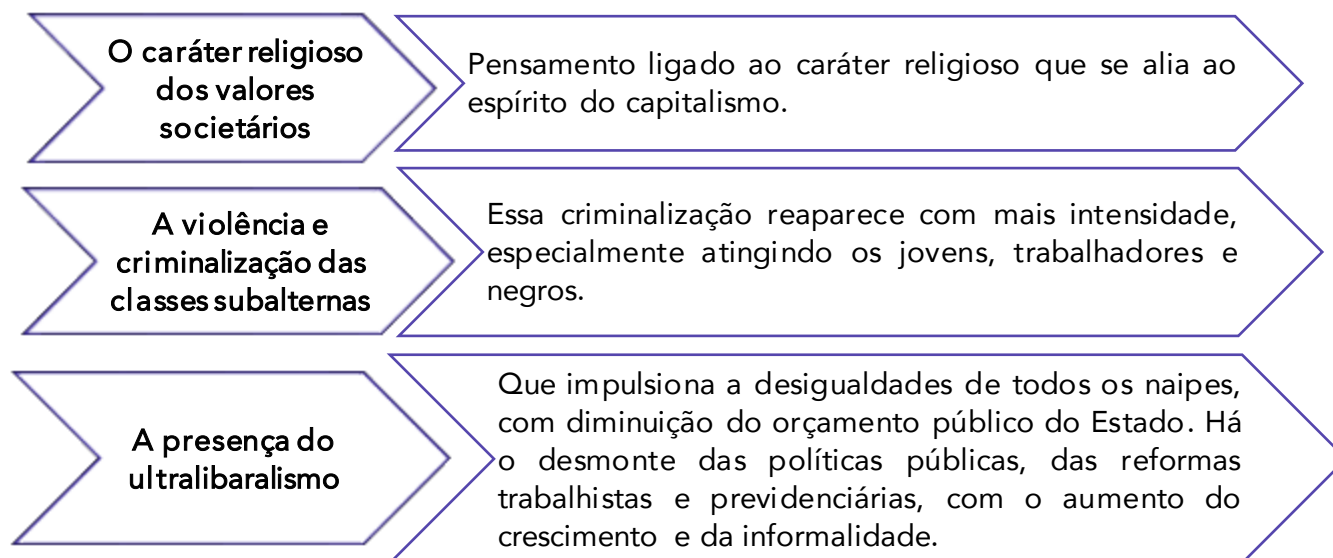 O caráter religioso
dos valores
societários
Pensamento ligado ao caráter religioso que se alia ao
espírito do capitalismo.
A violência e
criminalização das
classes subalternas
Essa criminalização reaparece com mais intensidade,
especialmente atingindo os jovens, trabalhadores e
negros.
A presença do
ultralibaralismo
Que impulsiona a desigualdades de todos os naipes,
com diminuição do orçamento público do Estado. Há
o desmonte das políticas públicas, das reformas
trabalhistas e previdenciárias, com o aumento do
crescimento e da informalidade.